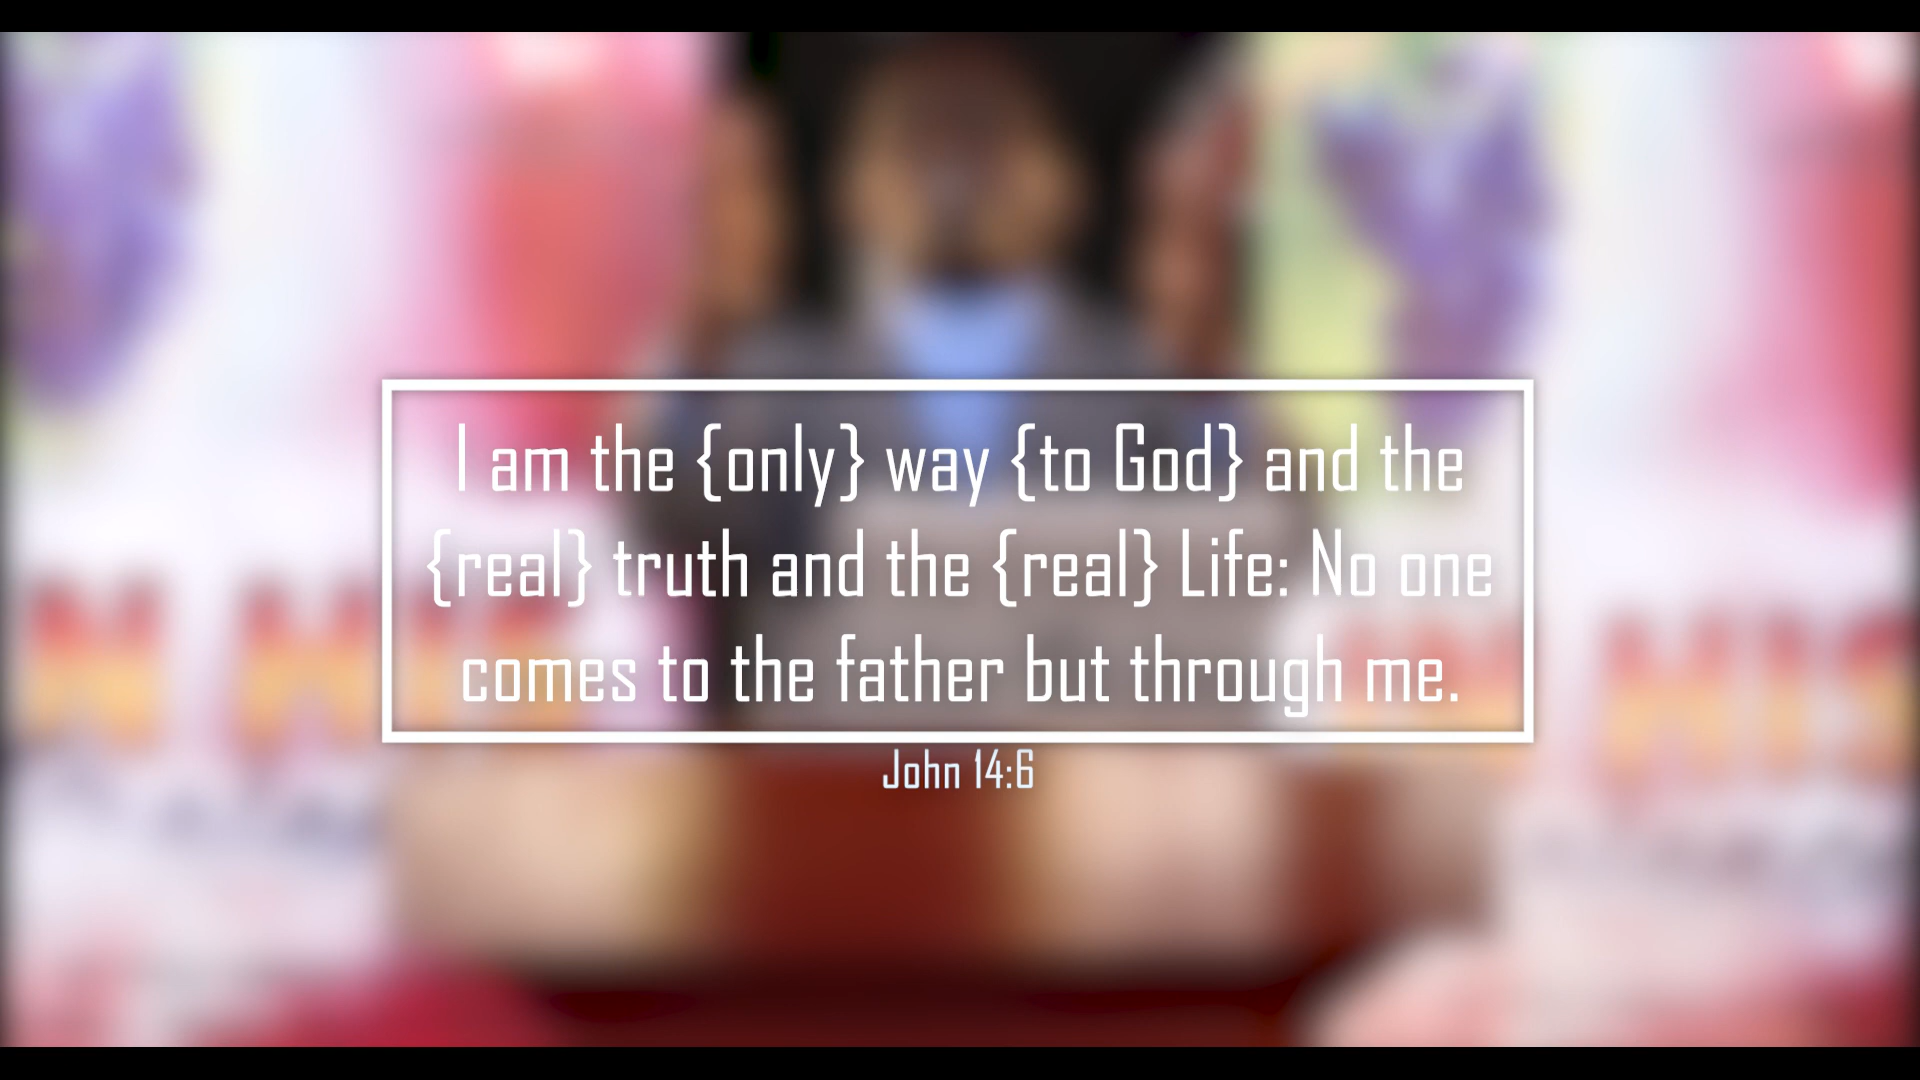 I am the {only} way {to God} and the
{real} truth and the {real} Life: No one
comes to the father but through me.
John 14:6